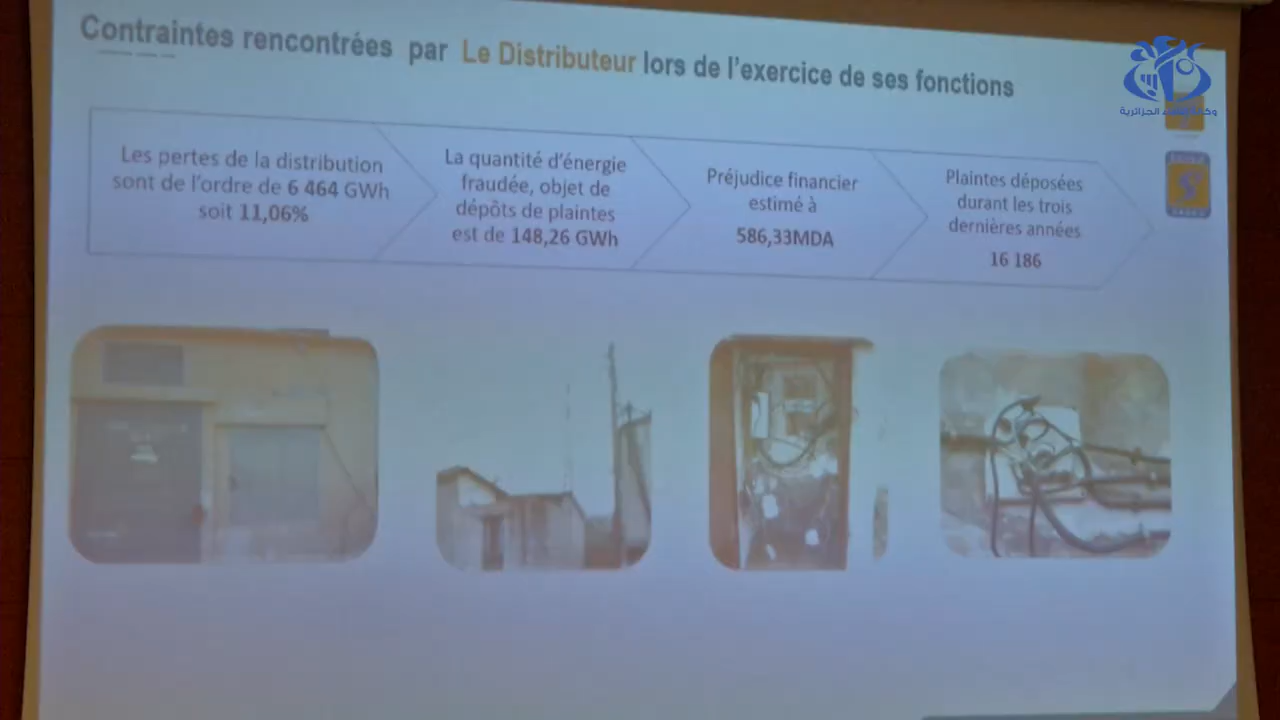 Contraintes rencontrées par Le Distributeur lors de l'exercice de ses fonctions
Les pertes de la distribution
sont de l'ordre de 6 464 GWh
soit 11,06%
La quantité d'énergie
fraudée, objet de
dépôts de plaintes
est de 148,26 GWh
Préjudice financier
estimé à
586,33MDA
Plaintes déposées
durant les trois
dernières années
16 186